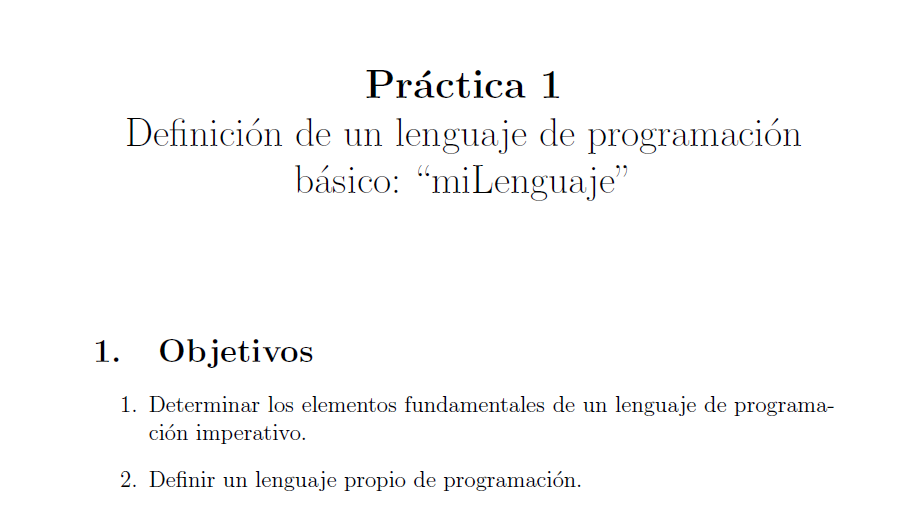 Práctica 1
Definición de un lenguaje de programación
básico: “miLenguaje”
1. Objetivos
1. Determinar los elementos fundamentales de un lenguaje de programa-
ción imperativo.
2. Definir un lenguaje propio de programación.